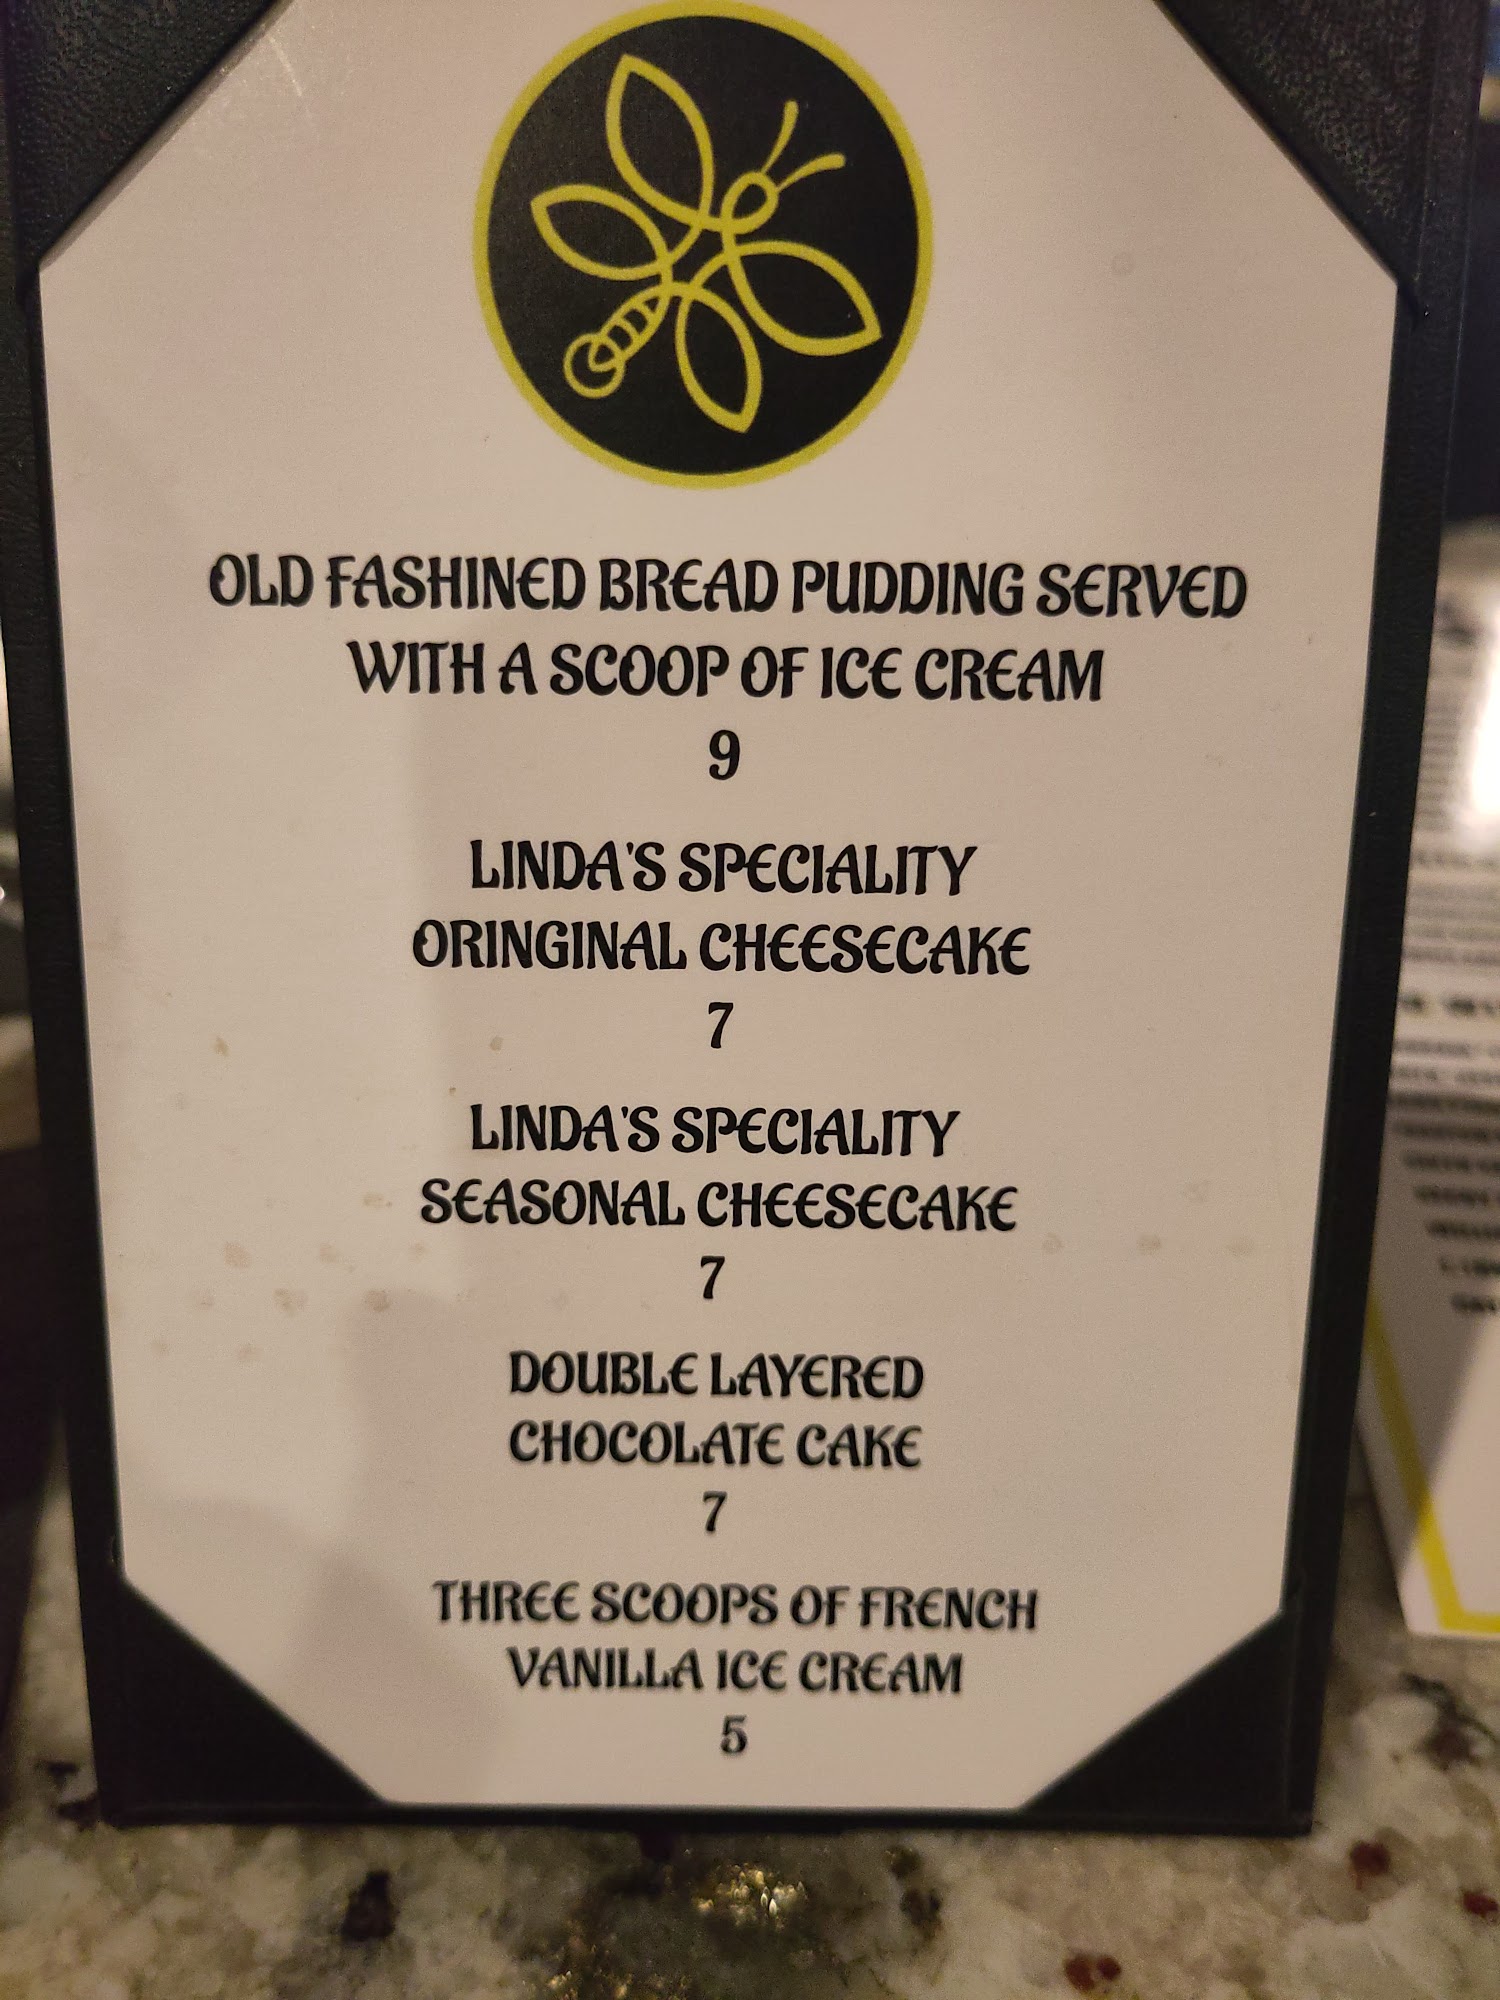 OLD FASHINED BREAD PUDDING SERVED
WITH A SCOOP OF ICE CREAM
9
LINDA'S SPECIALITY
ORINGINAL CHEESECAKE
7
LINDA'S SPECIALITY
SEASONAL CHEESECAKE
7
DOUBLE LAYERED
CHOCOLATE CAKE
7
THREE SCOOPS OF FRENCH
VANILLA ICE CREAM
5